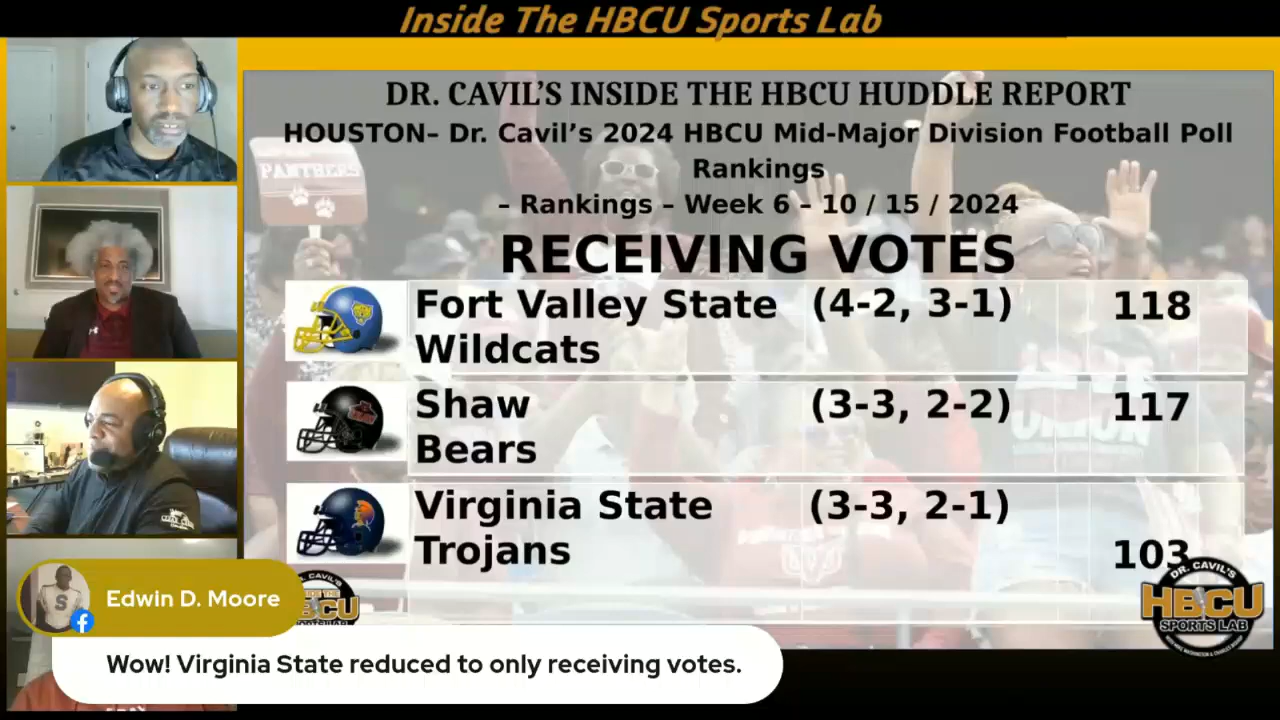 Inside The HBCU Sports Lab
DR. CAVIL'S INSIDE THE HBCU HUDDLE REPORT
HOUSTON– Dr. Cavil's 2024 HBCU Mid-Major Division Football Poll
Rankings
– Rankings – Week 6 – 10 / 15 / 2024
RECEIVING VOTES
PANTHERS
Fort Valley State (4-2, 3-1) 118
Wildcats
Shaw (3-3, 2-2) 117
Bears
UNION
Virginia State (3-3, 2-1)
Trojans 103
DR. CAVIL'S
HBCU
SPORTS LAB
Edwin D. Moore
Wow! Virginia State reduced to only receiving votes.